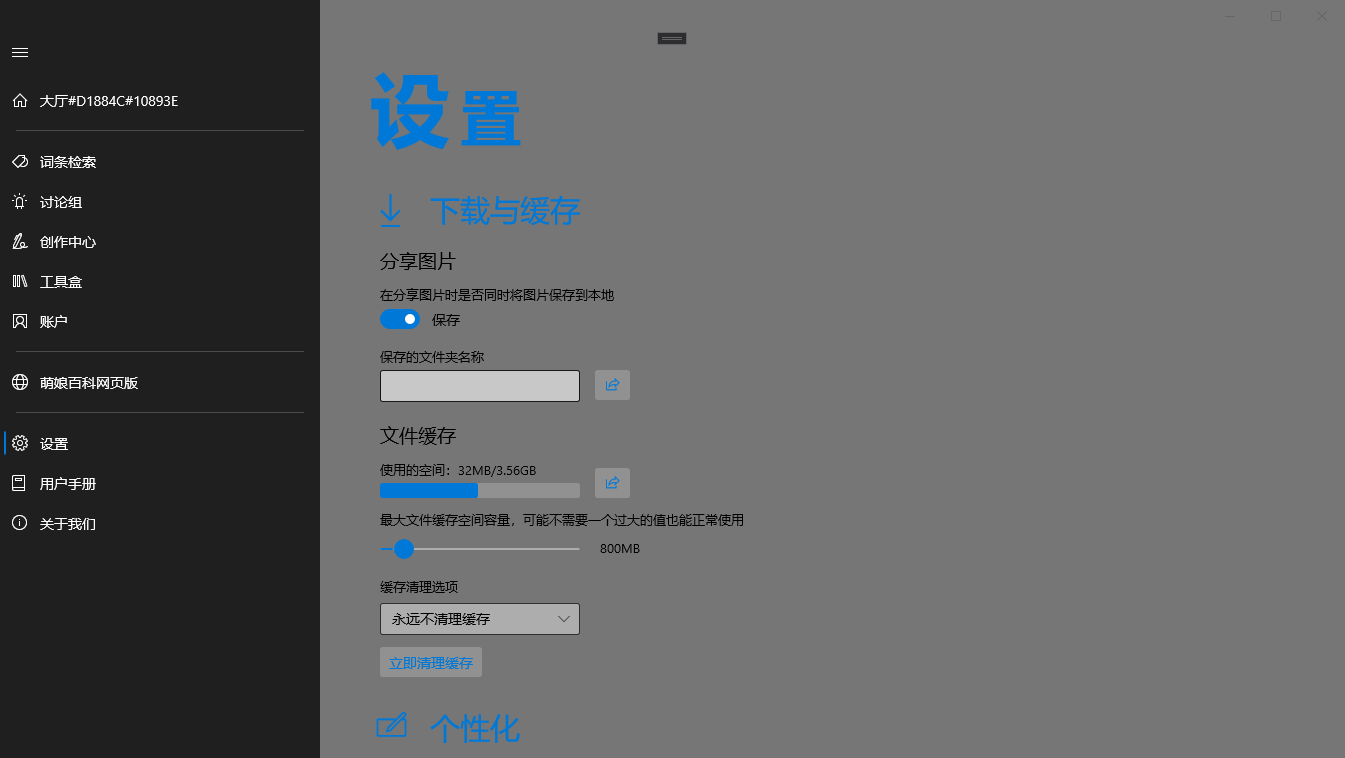 大厅#D1884C#10893E
词条检索
讨论组
创作中心
工具盒
账户
萌娘百科网页版
设置
用户手册
关于我们
设置
下载与缓存
分享图片
在分享图片时是否同时将图片保存到本地
保存
保存的文件夹名称
文件缓存
使用的空间：32MB/3.56GB
最大文件缓存空间容量，可能不需要一个过大的值也能正常使用
800MB
缓存清理选项
永远不清理缓存
立即清理缓存
个性化